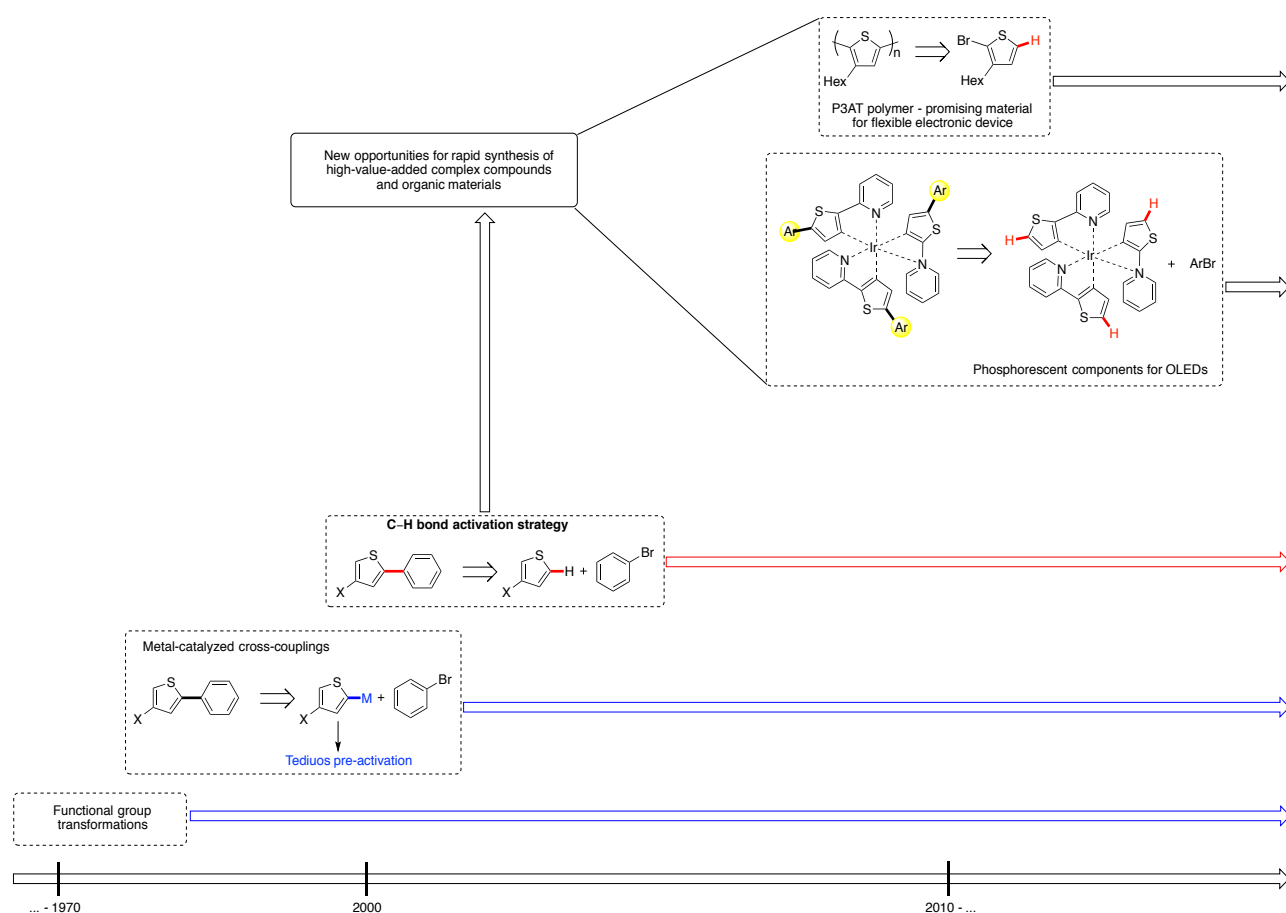 S
Br
S
H
n
Hex
Hex
P3AT polymer - promising material
for flexible electronic device
New opportunities for rapid synthesis of
high-value-added complex compounds
and organic materials
Ar
H
S
N
S
N
Ar
S
H
S
Ir
Ir
N
N
N
N
+ ArBr
S
Ar
S
H
Phosphorescent components for OLEDs
C–H bond activation strategy
S
S
Br
H +
X
X
Metal-catalyzed cross-couplings
S
S
Br
M +
X
X
Tediuos pre-activation
Functional group
transformations
... - 1970
2000
2010 - ...